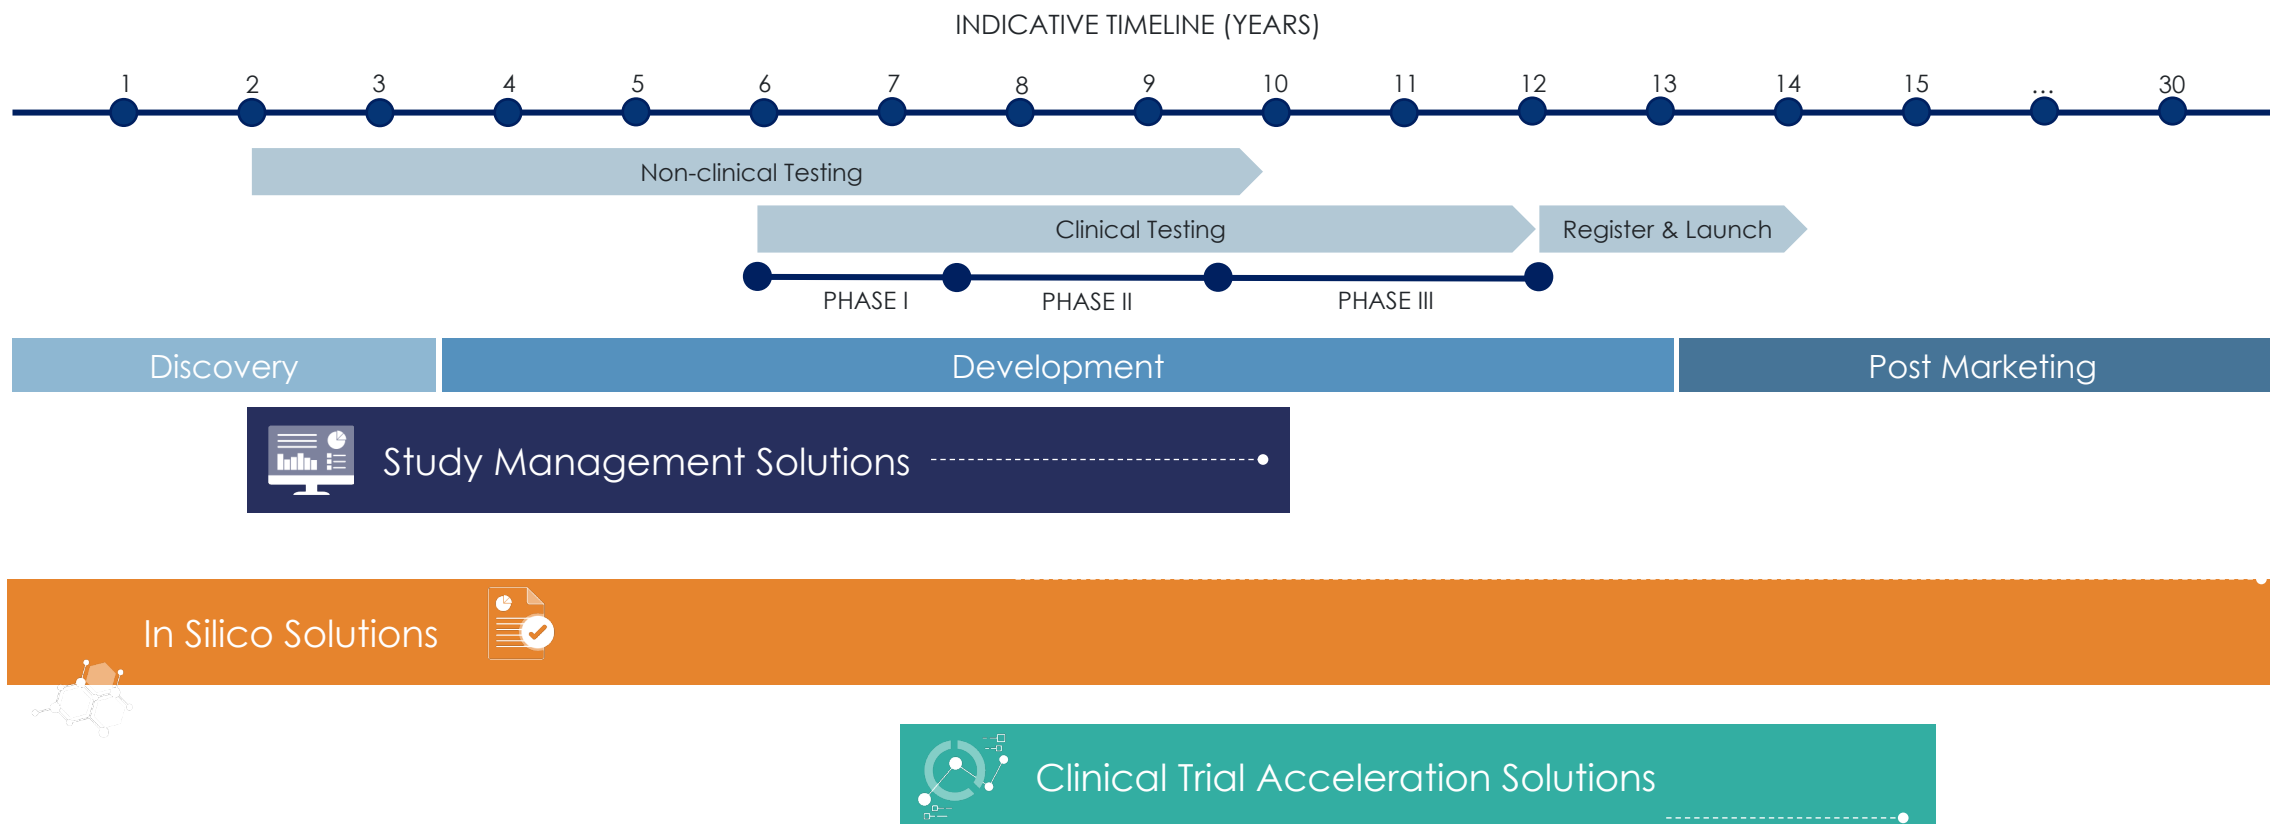 INDICATIVE TIMELINE (YEARS)
1 2 3 4 5 6 7 8 9 10 11 12 13 14 15 ... 30
Non-clinical Testing
Clinical Testing
Register & Launch
PHASE I
PHASE II
PHASE III
Discovery
Development
Post Marketing
Study Management Solutions
In Silico Solutions
Clinical Trial Acceleration Solutions